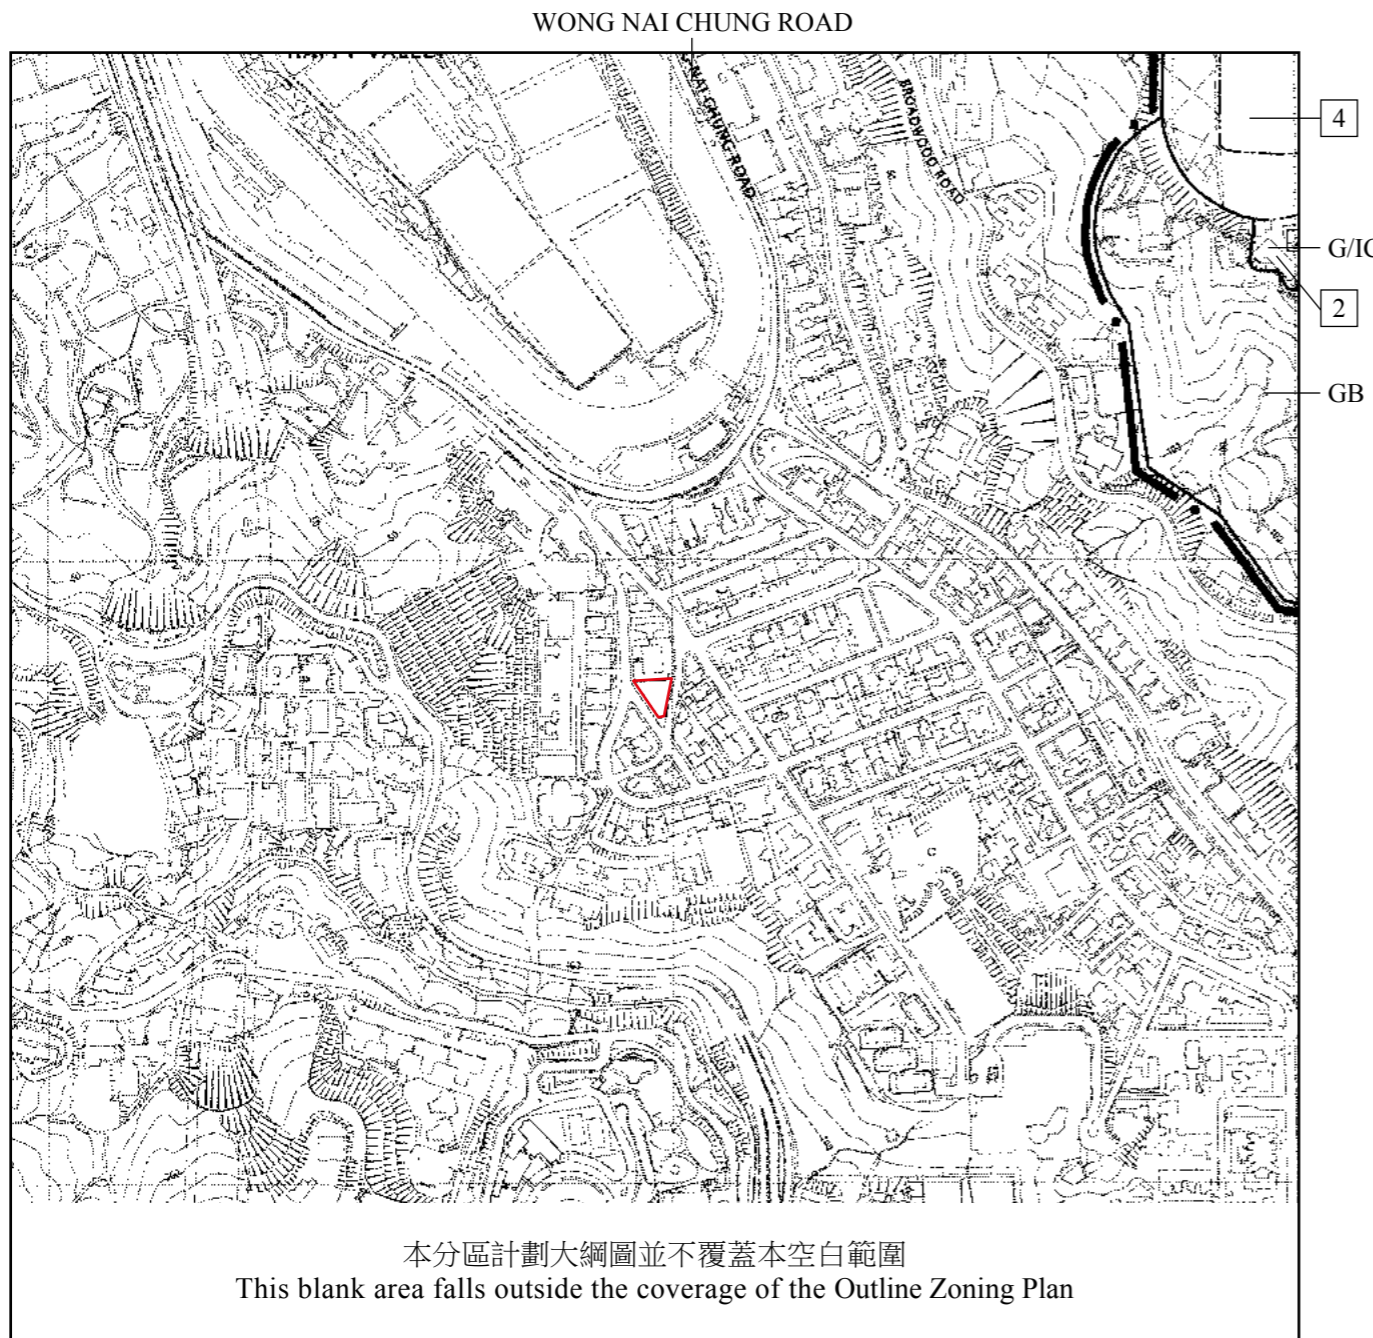 WONG NAI CHUNG ROAD
NAI CHUNG ROAD
BROADWOOD ROAD
4
G/IC
2
GB
本分區計劃大綱圖並不覆蓋本空白範圍
This blank area falls outside the coverage of the Outline Zoning Plan